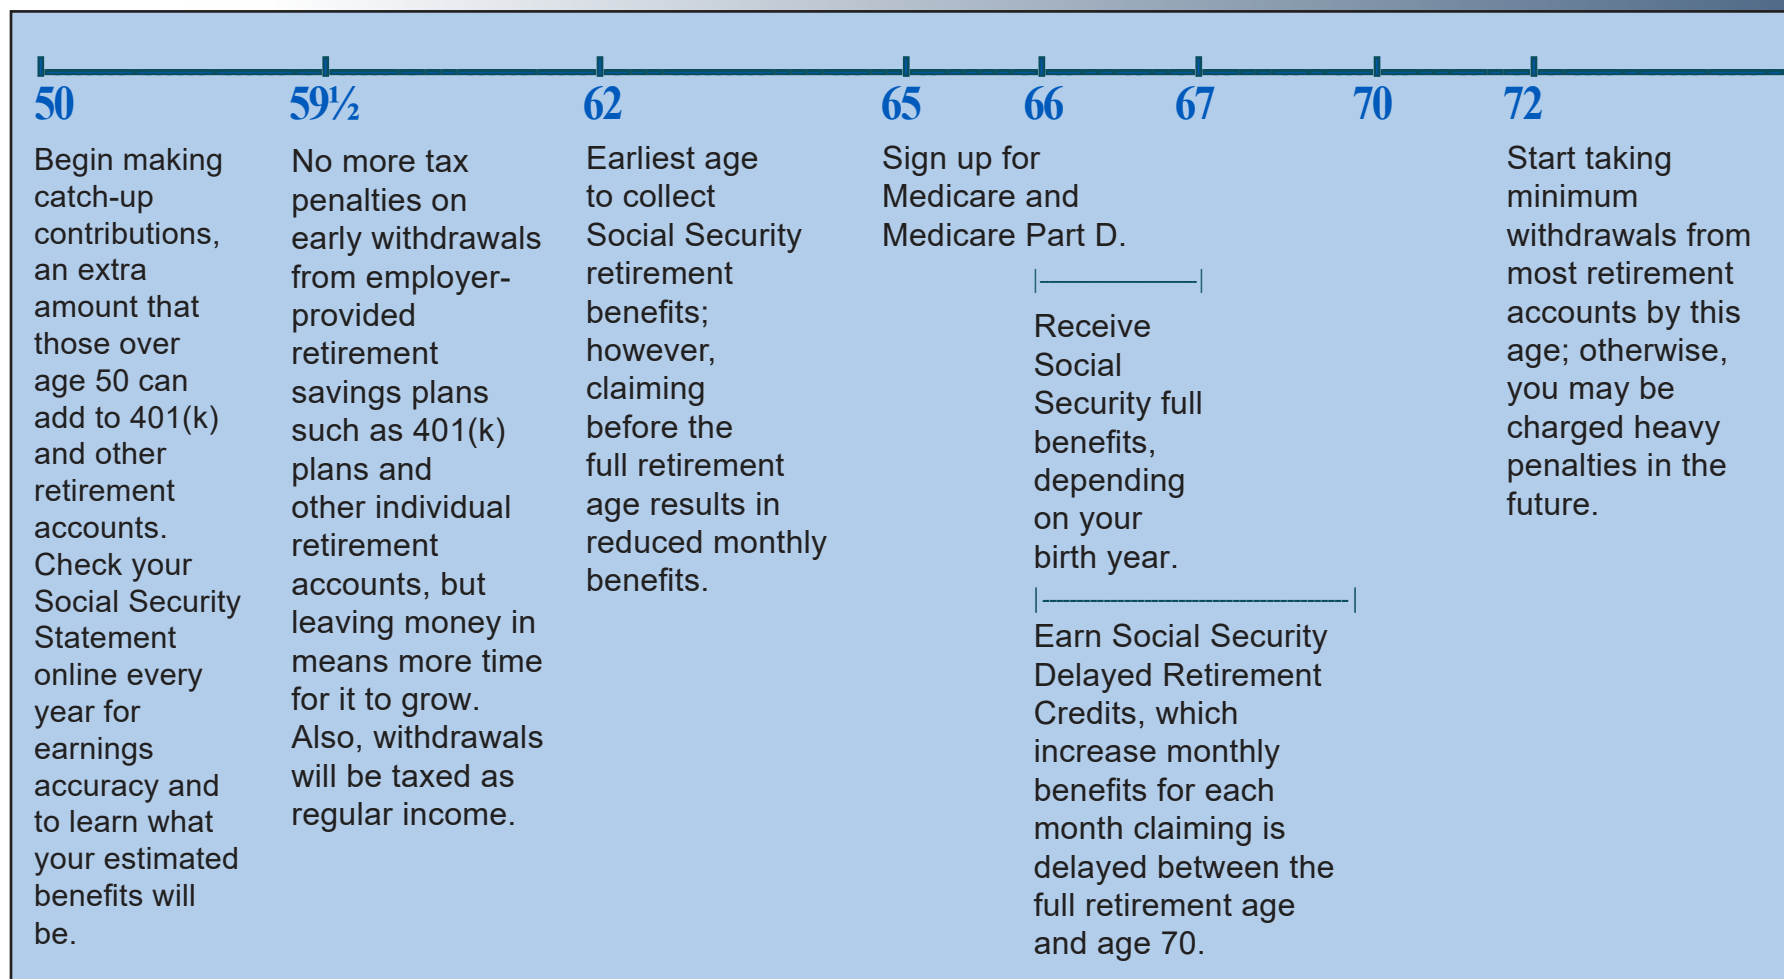 50
59½
62
65
66
67
70
72
Begin making
catch-up
contributions,
an extra
amount that
those over
age 50 can
add to 401(k)
and other
retirement
accounts.
Check your
Social Security
Statement
online every
year for
earnings
accuracy and
to learn what
your estimated
benefits will
be.
No more tax
penalties on
early withdrawals
from employer-
provided
retirement
savings plans
such as 401(k)
plans and
other individual
retirement
accounts, but
leaving money in
means more time
for it to grow.
Also, withdrawals
will be taxed as
regular income.
Earliest age
to collect
Social Security
retirement
benefits;
however,
claiming
before the
full retirement
age results in
reduced monthly
benefits.
Sign up for
Medicare and
Medicare Part D.
Receive
Social
Security full
benefits,
depending
on your
birth year.
Earn Social Security
Delayed Retirement
Credits, which
increase monthly
benefits for each
month claiming is
delayed between the
full retirement age
and age 70.
Start taking
minimum
withdrawals from
most retirement
accounts by this
age; otherwise,
you may be
charged heavy
penalties in the
future.